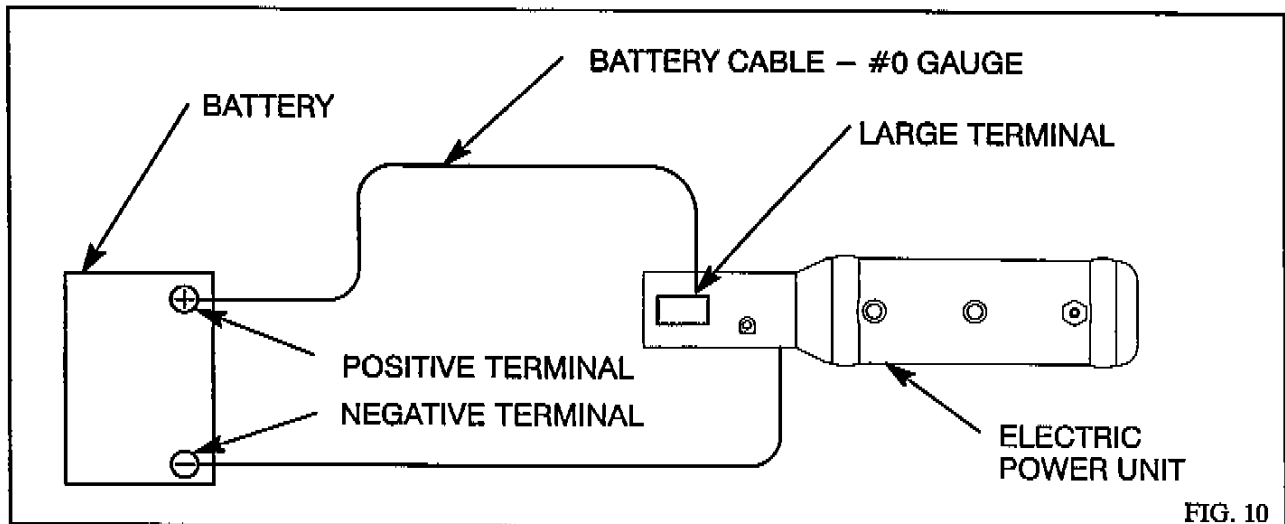 BATTERY CABLE – #0 GAUGE
BATTERY
LARGE TERMINAL
+
POSITIVE TERMINAL
NEGATIVE TERMINAL
−
ELECTRIC
POWER UNIT
FIG. 10